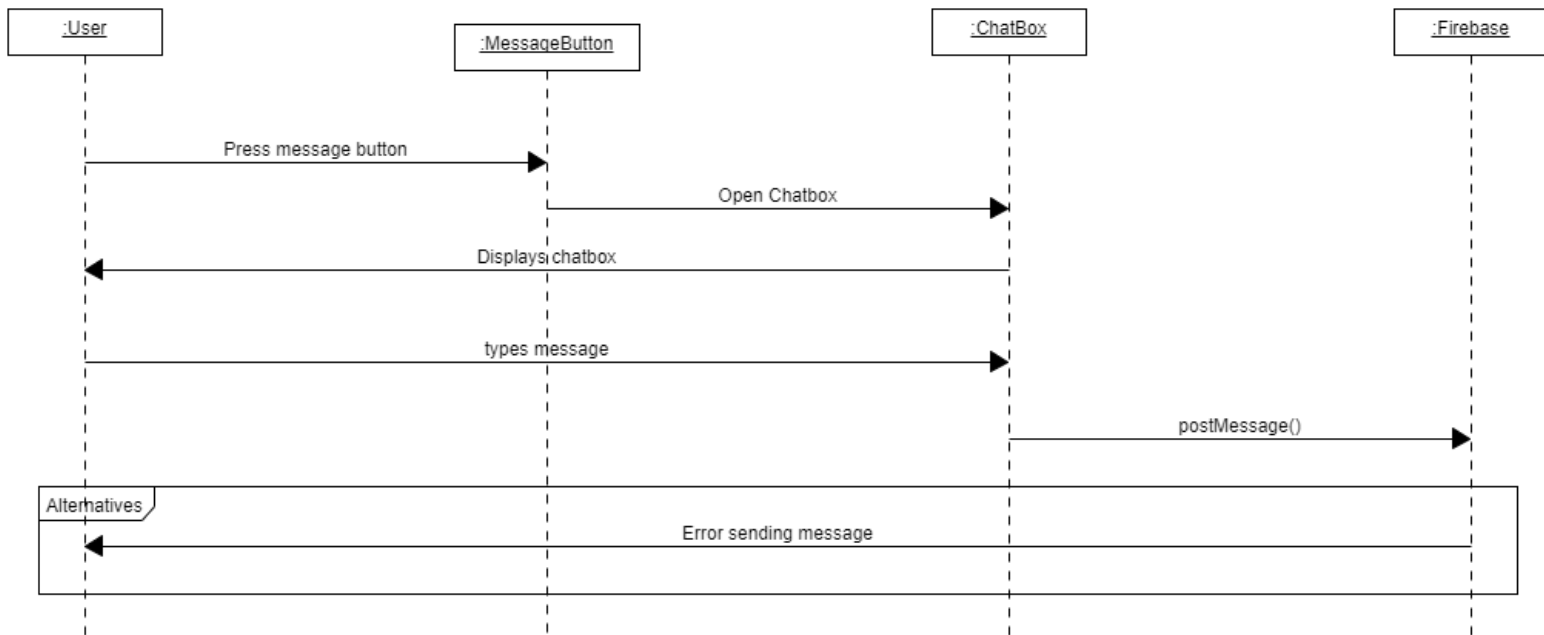 :User
:MessageButton
:ChatBox
:Firebase
Press message button
Open Chatbox
Displays chatbox
types message
postMessage()
Alternatives
Error sending message